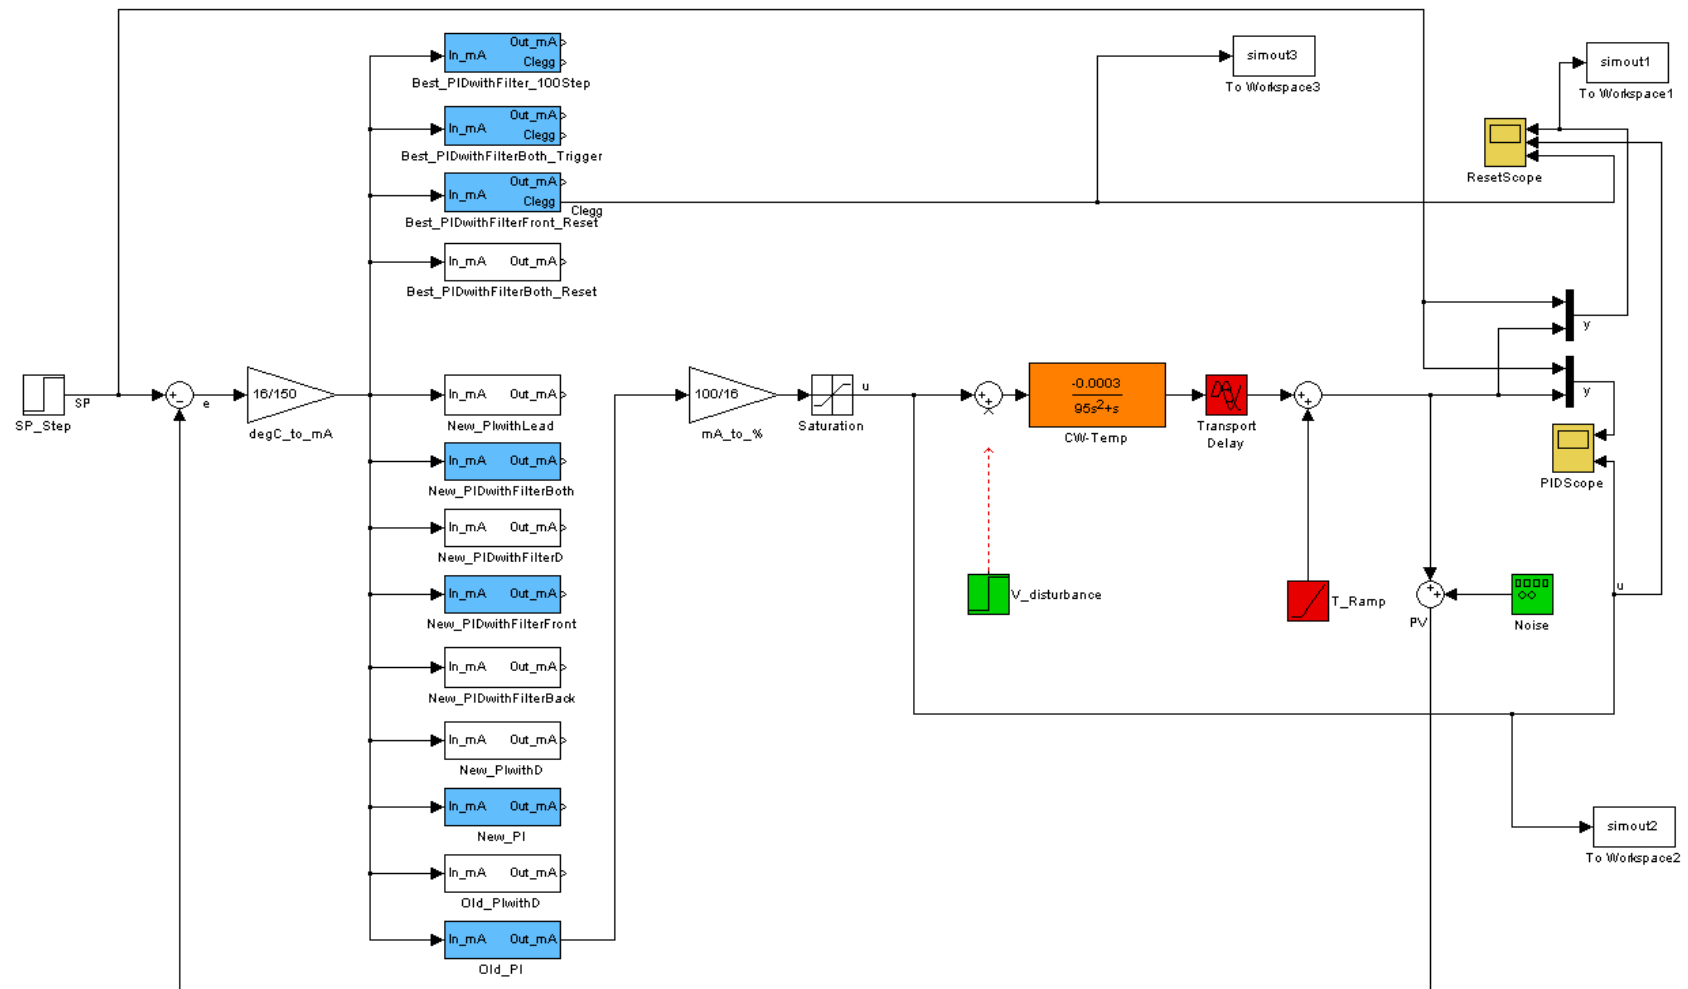 In_mA Out_mA
Clegg
Best_PIDwithFilter_100Step
simout3
To Workspace3
simout1
To Workspace1
In_mA Out_mA
Clegg
Best_PIDwithFilterBoth_Trigger
ResetScope
In_mA Out_mA
Clegg
Clegg
Best_PIDwithFilterFront_Reset
In_mA Out_mA
Best_PIDwithFilterBoth_Reset
y
SP
SP_Step
+
−
e
16/150
degC_to_mA
In_mA Out_mA
New_PIwithLead
100/16
mA_to_%
u
Saturation
+
+
-0.0003
95s²+s
CW-Temp
Transport
Delay
+
+
y
PIDScope
In_mA Out_mA
New_PIDwithFilterBoth
In_mA Out_mA
New_PIDwithFilterD
In_mA Out_mA
New_PIDwithFilterFront
V_disturbance
T_Ramp
+
+
PV
Noise
u
In_mA Out_mA
New_PIDwithFilterBack
In_mA Out_mA
New_PIwithD
In_mA Out_mA
New_PI
simout2
To Workspace2
In_mA Out_mA
Old_PIwithD
In_mA Out_mA
Old_PI